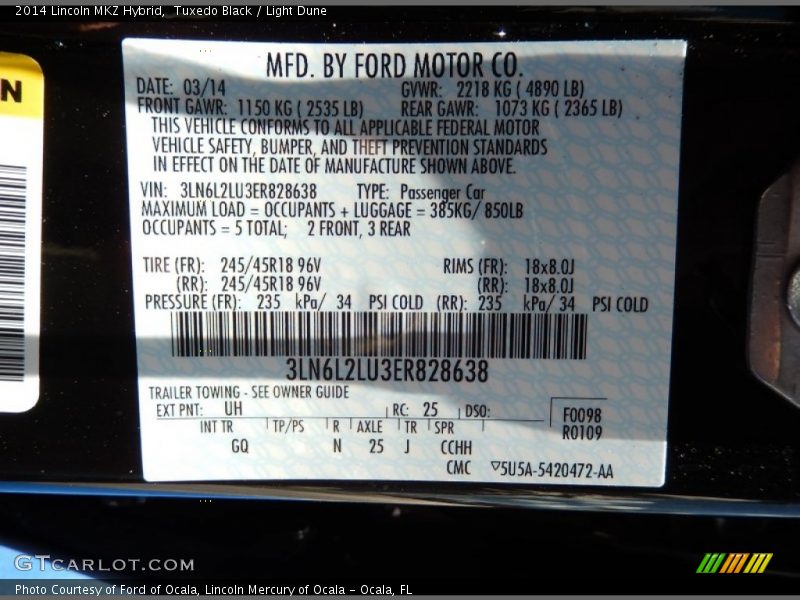 2014 Lincoln MKZ Hybrid, Tuxedo Black / Light Dune
N
MFD. BY FORD MOTOR CO.
DATE: 03/14 GVWR: 2218 KG ( 4890 LB)
FRONT GAWR: 1150 KG ( 2535 LB) REAR GAWR: 1073 KG ( 2365 LB)
THIS VEHICLE CONFORMS TO ALL APPLICABLE FEDERAL MOTOR
VEHICLE SAFETY, BUMPER, AND THEFT PREVENTION STANDARDS
IN EFFECT ON THE DATE OF MANUFACTURE SHOWN ABOVE.
VIN: 3LN6L2LU3ER828638 TYPE: Passenger Car
MAXIMUM LOAD = OCCUPANTS + LUGGAGE = 385KG/ 850LB
OCCUPANTS = 5 TOTAL; 2 FRONT, 3 REAR
TIRE (FR): 245/45R18 96V RIMS (FR): 18x8.0J
(RR): 245/45R18 96V (RR): 18x8.0J
PRESSURE (FR): 235 kPa/ 34 PSI COLD (RR): 235 kPa/ 34 PSI COLD
3LN6L2LU3ER828638
TRAILER TOWING - SEE OWNER GUIDE
EXT PNT: UH RC: 25 DSO: F0098
R0109
INT TR TP/PS R AXLE TR SPR
GQ N 25 J CCHH
CMC ▽5U5A-5420472-AA
GTCARLOT.COM
Photo Courtesy of Ford of Ocala, Lincoln Mercury of Ocala – Ocala, FL